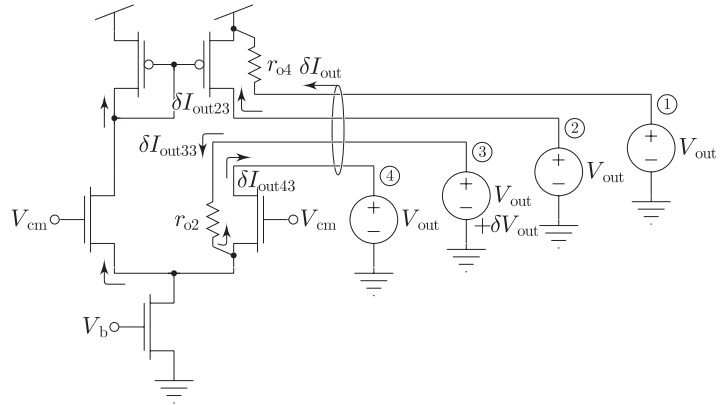 r_o4
δI_out
①
δI_out23
②
+
−
V_out
δI_out33
③
+
−
V_out
δI_out43
④
+
−
V_out
+δV_out
V_cm
r_o2
V_cm
+
−
V_out
V_b